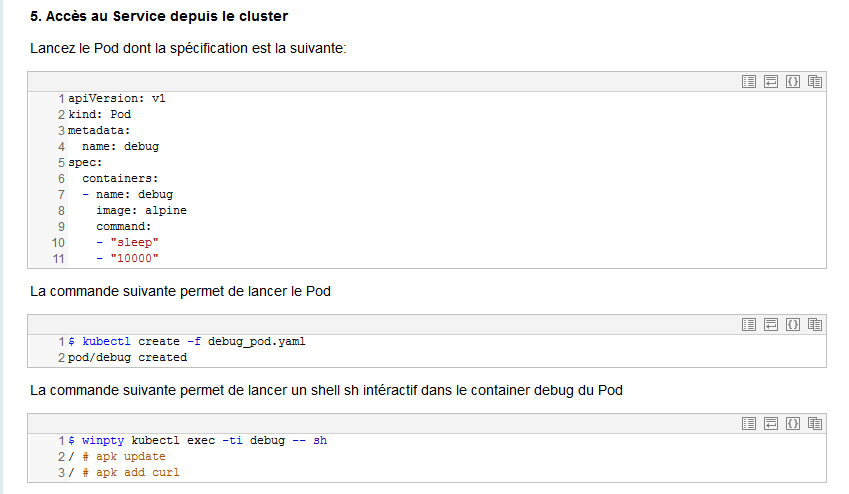 5. Accès au Service depuis le cluster
Lancez le Pod dont la spécification est la suivante:
1 apiVersion: v1
2 kind: Pod
3 metadata:
4   name: debug
5 spec:
6   containers:
7   - name: debug
8     image: alpine
9     command:
10     - "sleep"
11     - "10000"
La commande suivante permet de lancer le Pod
1 $ kubectl create -f debug_pod.yaml
2 pod/debug created
La commande suivante permet de lancer un shell sh intéractif dans le container debug du Pod
1 $ winpty kubectl exec -ti debug -- sh
2 / # apk update
3 / # apk add curl